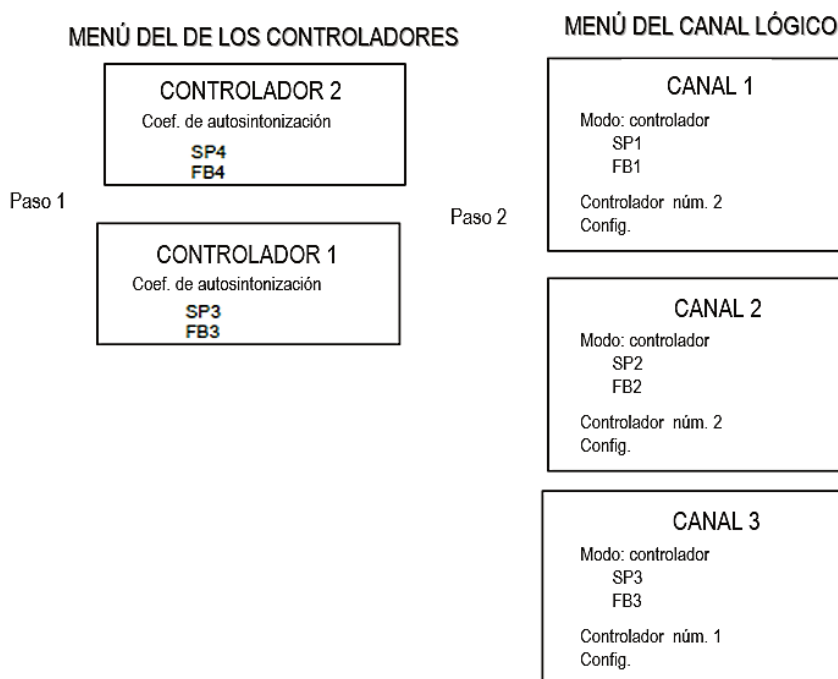 MENÚ DEL DE LOS CONTROLADORES
CONTROLADOR 2
Coef. de autosintonización
SP4
FB4
Paso 1
CONTROLADOR 1
Coef. de autosintonización
SP3
FB3
MENÚ DEL CANAL LÓGICO
CANAL 1
Modo: controlador
SP1
FB1
Controlador núm. 2
Config.
Paso 2
CANAL 2
Modo: controlador
SP2
FB2
Controlador núm. 2
Config.
CANAL 3
Modo: controlador
SP3
FB3
Controlador núm. 1
Config.